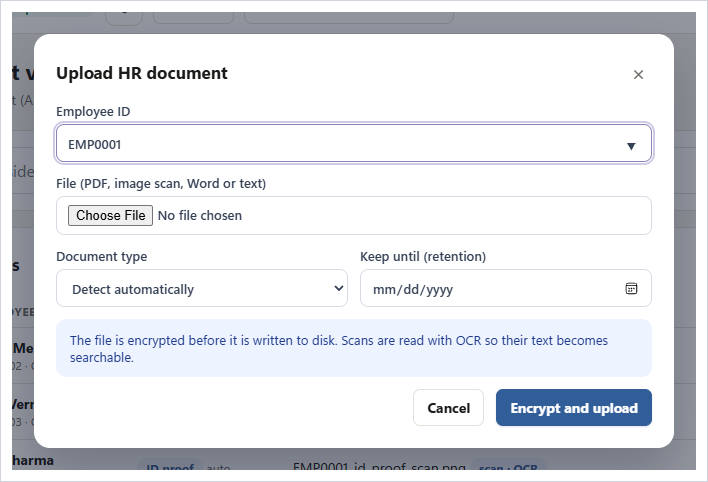 Upload HR document
×
Employee ID
EMP0001
File (PDF, image scan, Word or text)
Choose File No file chosen
Document type
Keep until (retention)
Detect automatically
mm/dd/yyyy
The file is encrypted before it is written to disk. Scans are read with OCR so their text becomes
searchable.
Cancel
Encrypt and upload
harma
ID proof auto
EMP0001_id_proof_scan.png
scan · OCR